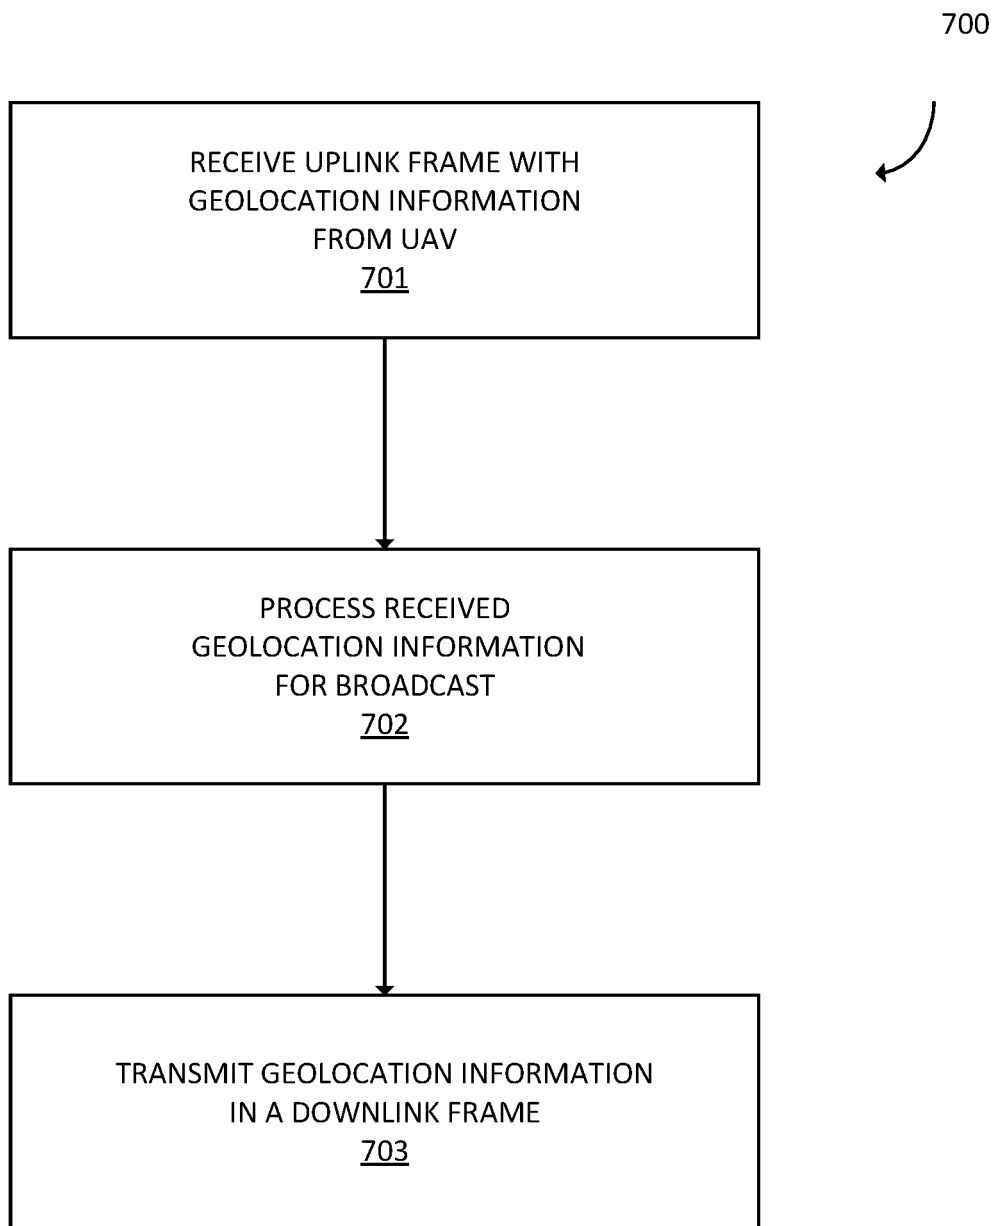 700
RECEIVE UPLINK FRAME WITH
GEOLOCATION INFORMATION
FROM UAV
701
PROCESS RECEIVED
GEOLOCATION INFORMATION
FOR BROADCAST
702
TRANSMIT GEOLOCATION INFORMATION
IN A DOWNLINK FRAME
703